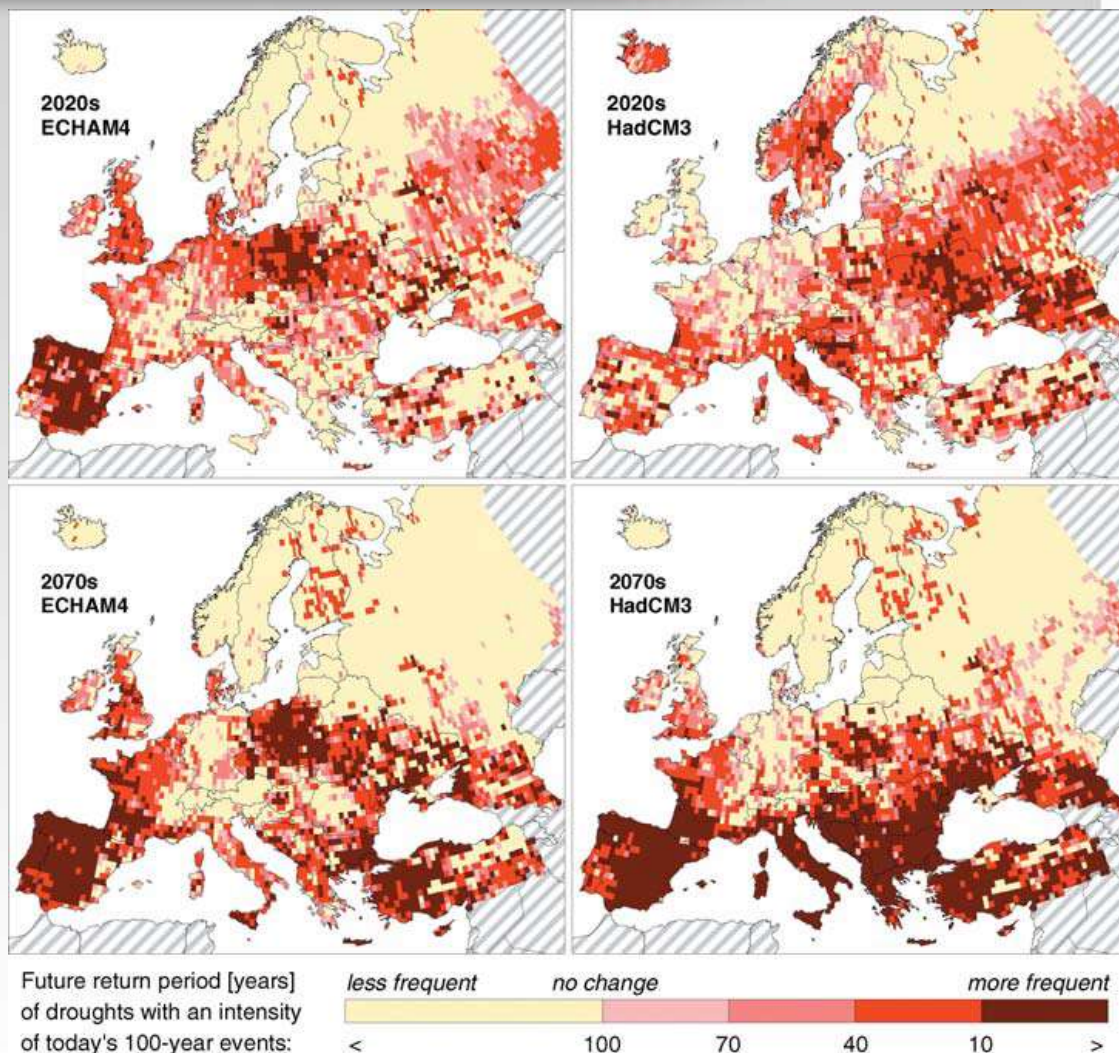 2020s
ECHAM4
2020s
HadCM3
2070s
ECHAM4
2070s
HadCM3
Future return period [years]
of droughts with an intensity
of today's 100-year events:
less frequent no change more frequent
< 100 70 40 10 >